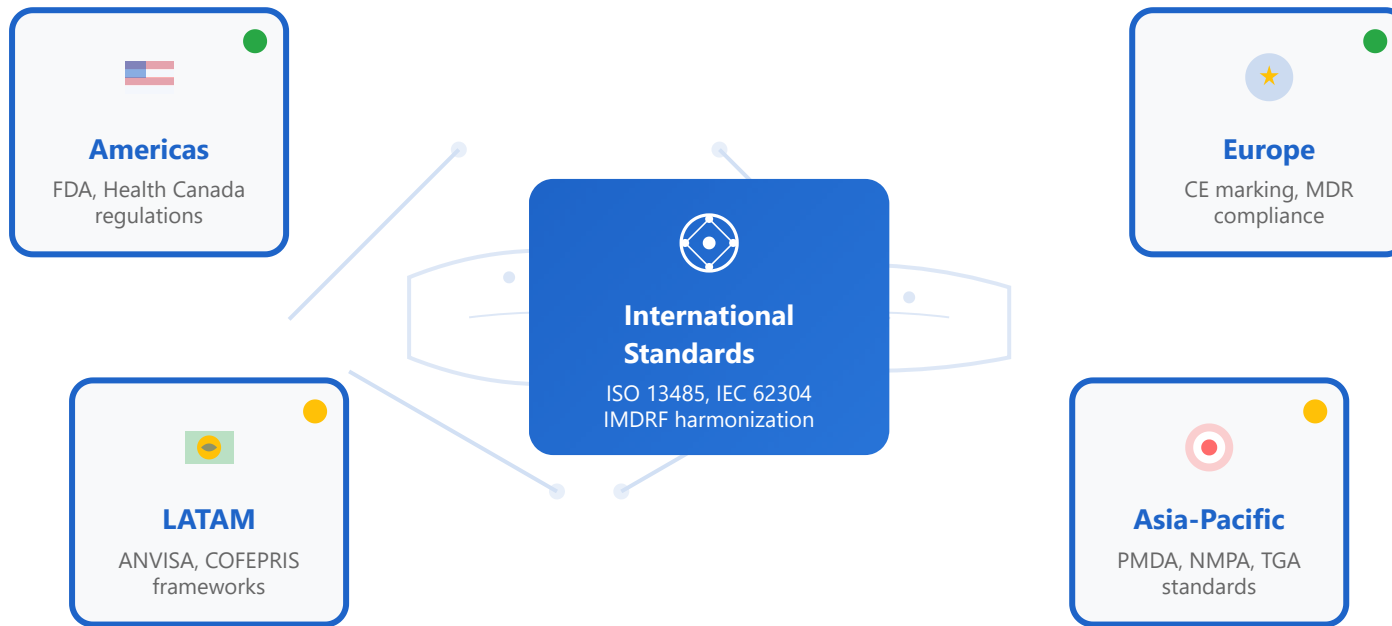 Americas
FDA, Health Canada
regulations
Europe
CE marking, MDR
compliance
International
Standards
ISO 13485, IEC 62304
IMDRF harmonization
LATAM
ANVISA, COFEPRIS
frameworks
Asia-Pacific
PMDA, NMPA, TGA
standards